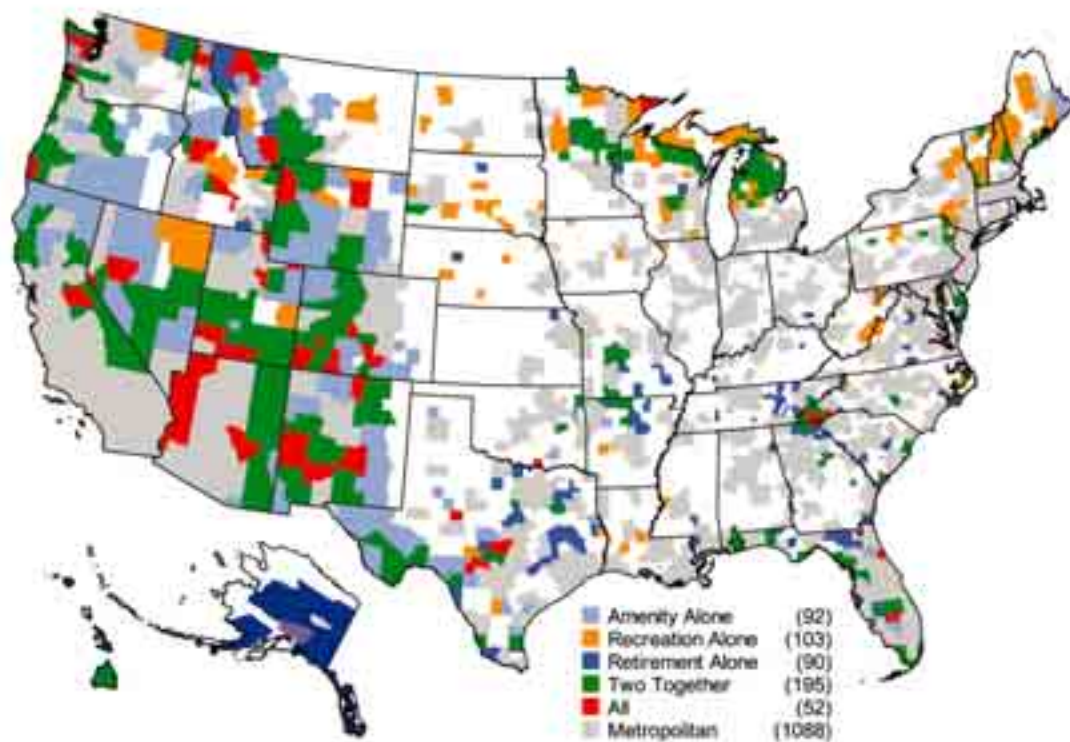 Amenity Alone (92)
Recreation Alone (103)
Retirement Alone (90)
Two Together (195)
All (52)
Metropolitan (1088)